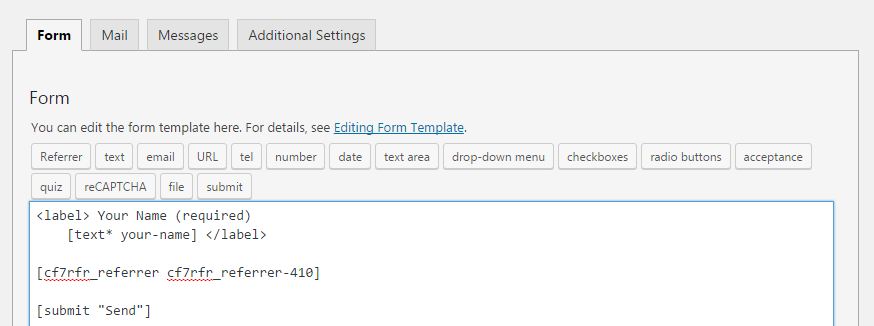 Form Mail Messages Additional Settings
Form
You can edit the form template here. For details, see Editing Form Template.
Referrer text email URL tel number date text area drop-down menu checkboxes radio buttons acceptance
quiz reCAPTCHA file submit
<label> Your Name (required)
[text* your-name] </label>
[cf7rfr_referrer cf7rfr_referrer-410]
[submit "Send"]